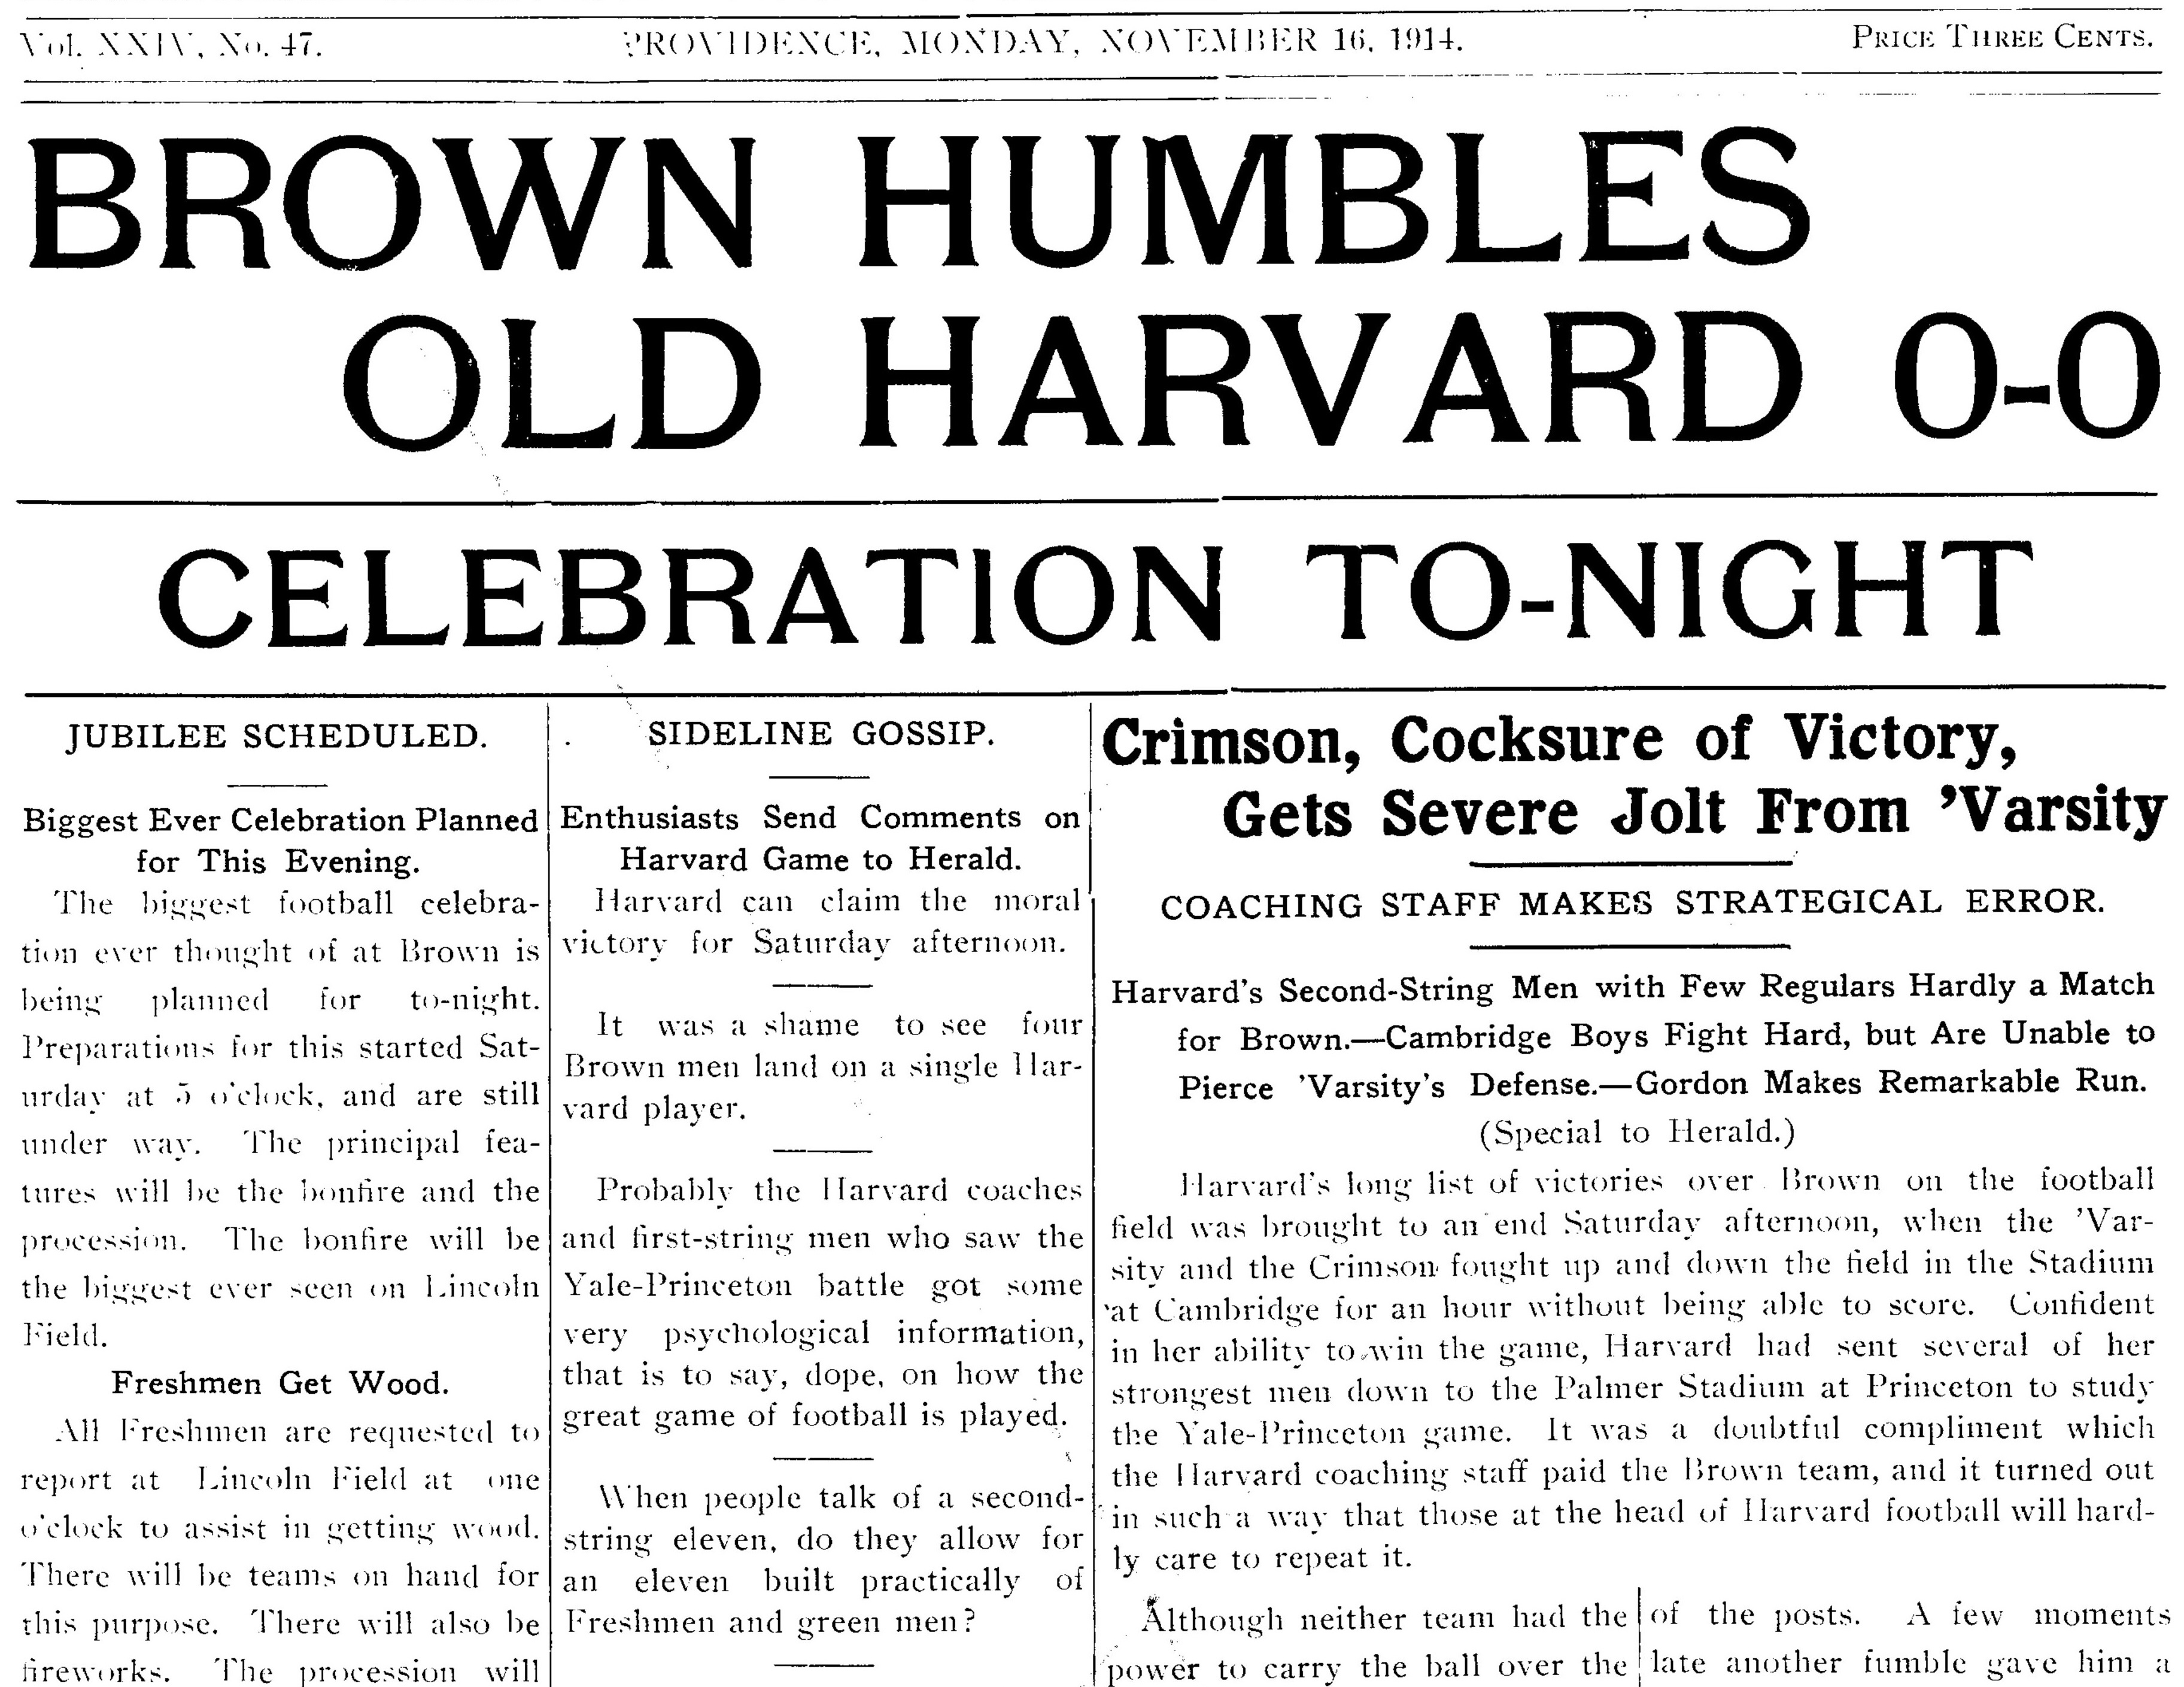 Vol. XXIV, No. 47. PROVIDENCE, MONDAY, NOVEMBER 16, 1914. PRICE THREE CENTS.
BROWN HUMBLES
OLD HARVARD 0-0
CELEBRATION TO-NIGHT
JUBILEE SCHEDULED.
Biggest Ever Celebration Planned
for This Evening.
The biggest football celebra-
tion ever thought of at Brown is
being planned for to-night.
Preparations for this started Sat-
urday at 5 o'clock, and are still
under way. The principal fea-
tures will be the bonfire and the
procession. The bonfire will be
the biggest ever seen on Lincoln
Field.
Freshmen Get Wood.
All Freshmen are requested to
report at Lincoln Field at one
o'clock to assist in getting wood.
There will be teams on hand for
this purpose. There will also be
fireworks. The procession will
SIDELINE GOSSIP.
Enthusiasts Send Comments on
Harvard Game to Herald.
Harvard can claim the moral
victory for Saturday afternoon.
It was a shame to see four
Brown men land on a single Har-
vard player.
Probably the Harvard coaches
and first-string men who saw the
Yale-Princeton battle got some
very psychological information,
that is to say, dope, on how the
great game of football is played.
When people talk of a second-
string eleven, do they allow for
an eleven built practically of
Freshmen and green men?
Crimson, Cocksure of Victory,
Gets Severe Jolt From 'Varsity
COACHING STAFF MAKES STRATEGICAL ERROR.
Harvard's Second-String Men with Few Regulars Hardly a Match
for Brown.—Cambridge Boys Fight Hard, but Are Unable to
Pierce 'Varsity's Defense.—Gordon Makes Remarkable Run.
(Special to Herald.)
Harvard's long list of victories over Brown on the football
field was brought to an end Saturday afternoon, when the 'Var-
sity and the Crimson fought up and down the field in the Stadium
at Cambridge for an hour without being able to score. Confident
in her ability to win the game, Harvard had sent several of her
strongest men down to the Palmer Stadium at Princeton to study
the Yale-Princeton game. It was a doubtful compliment which
the Harvard coaching staff paid the Brown team, and it turned out
in such a way that those at the head of Harvard football will hard-
ly care to repeat it.
Although neither team had the
power to carry the ball over the
of the posts. A few moments
late another fumble gave him a